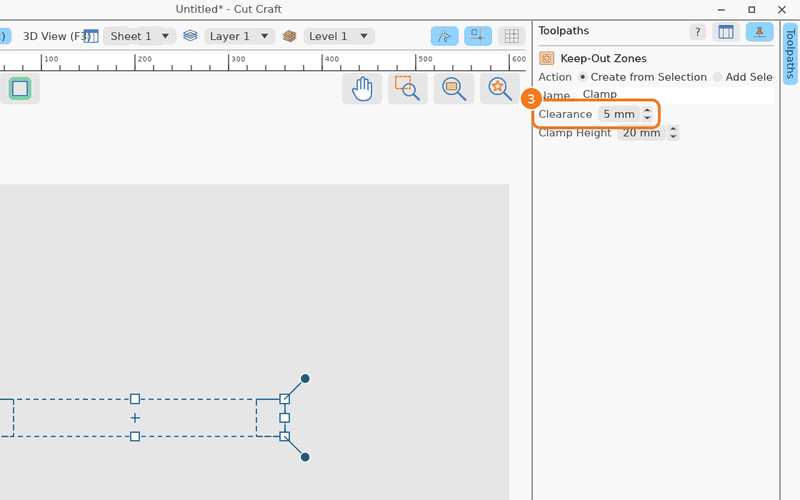 Untitled* - Cut Craft
3D View (F3) Sheet 1 Layer 1 Level 1
100 200 300 400 500 600
Toolpaths
?
Keep-Out Zones
Action Create from Selection Add Sele
Name Clamp
3
Clearance 5 mm
Clamp Height 20 mm
Toolpaths